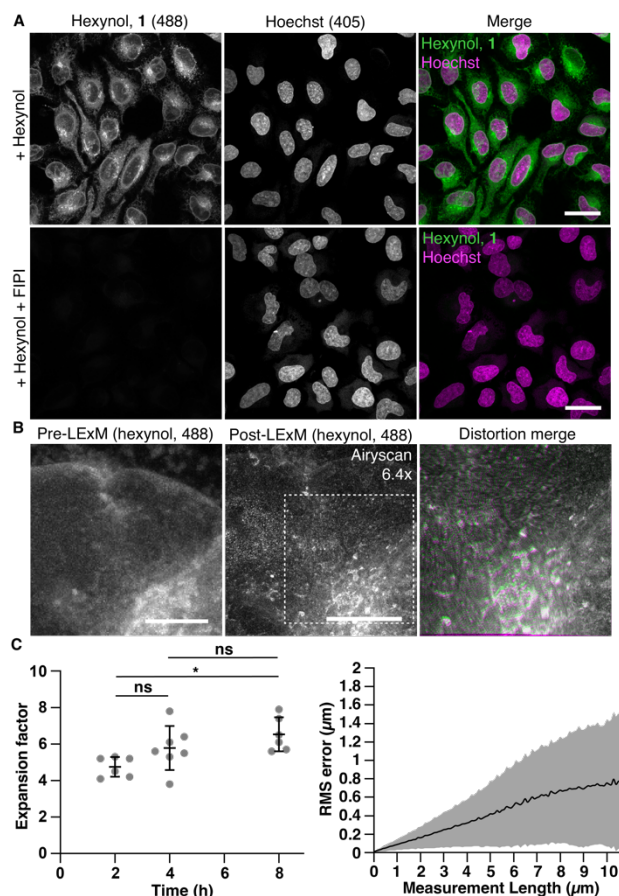 A
Hexynol, 1 (488)
Hoechst (405)
Merge
+ Hexynol
Hexynol, 1
Hoechst
+ Hexynol + FIPI
Hexynol, 1
Hoechst
B
Pre-LExM (hexynol, 488)
Post-LExM (hexynol, 488)
Distortion merge
Airyscan
6.4x
C
ns
*
ns
Expansion factor
10
8
6
4
2
0
0
2
4
6
8
Time (h)
RMS error (µm)
2
1.8
1.6
1.4
1.2
1
0.8
0.6
0.4
0.2
0
0 1 2 3 4 5 6 7 8 9 10
Measurement Length (µm)